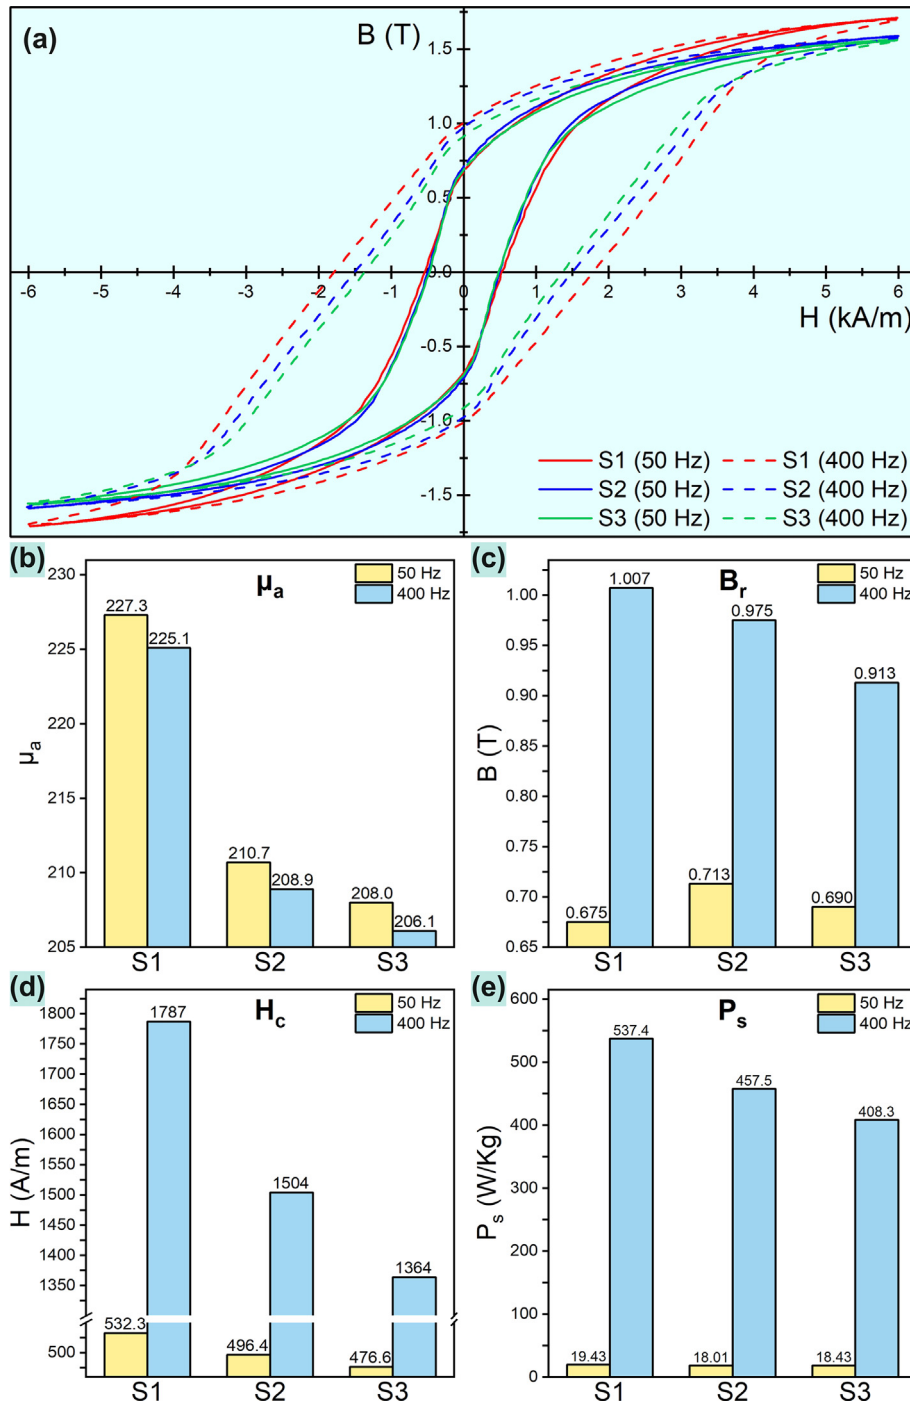 (a)
B (T)
1.5
1.0
0.5
0.0
-6 -5 -4 -3 -2 -1 0 1 2 3 4 5 6
H (kA/m)
-0.5
-1.0
-1.5
S1 (50 Hz) S1 (400 Hz)
S2 (50 Hz) S2 (400 Hz)
S3 (50 Hz) S3 (400 Hz)
(b)
μa
50 Hz
400 Hz
230
225
220
215
210
205
μa
227.3
225.1
210.7
208.9
208.0
206.1
S1 S2 S3
(c)
Br
50 Hz
400 Hz
1.00
0.95
0.90
0.85
0.80
0.75
0.70
0.65
B (T)
1.007
0.975
0.913
0.675
0.713
0.690
S1 S2 S3
(d)
Hc
50 Hz
400 Hz
1800
1750
1700
1650
1600
1550
1500
1450
1400
1350
500
H (A/m)
1787
1504
1364
532.3
496.4
476.6
S1 S2 S3
(e)
Ps
50 Hz
400 Hz
600
500
400
300
200
100
0
Ps (W/Kg)
537.4
457.5
408.3
19.43
18.01
18.43
S1 S2 S3